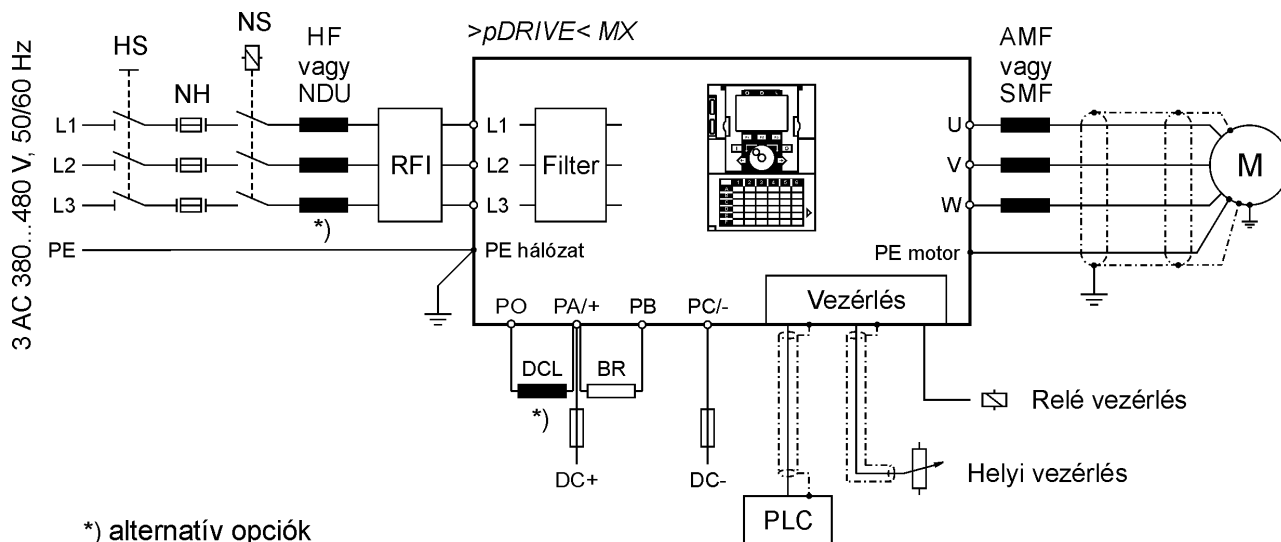 3 AC 380... 480 V, 50/60 Hz
HS
NS
HF
vagy
NDU
>pDRIVE< MX
AMF
vagy
SMF
NH
L1
L2
L3
PE
*)
RFI
L1
L2
L3
Filter
PE hálózat
U
V
W
PE motor
M
PO
PA/+
PB
PC/-
Vezérlés
DCL
*)
BR
DC+
DC-
Relé vezérlés
Helyi vezérlés
PLC
*) alternatív opciók